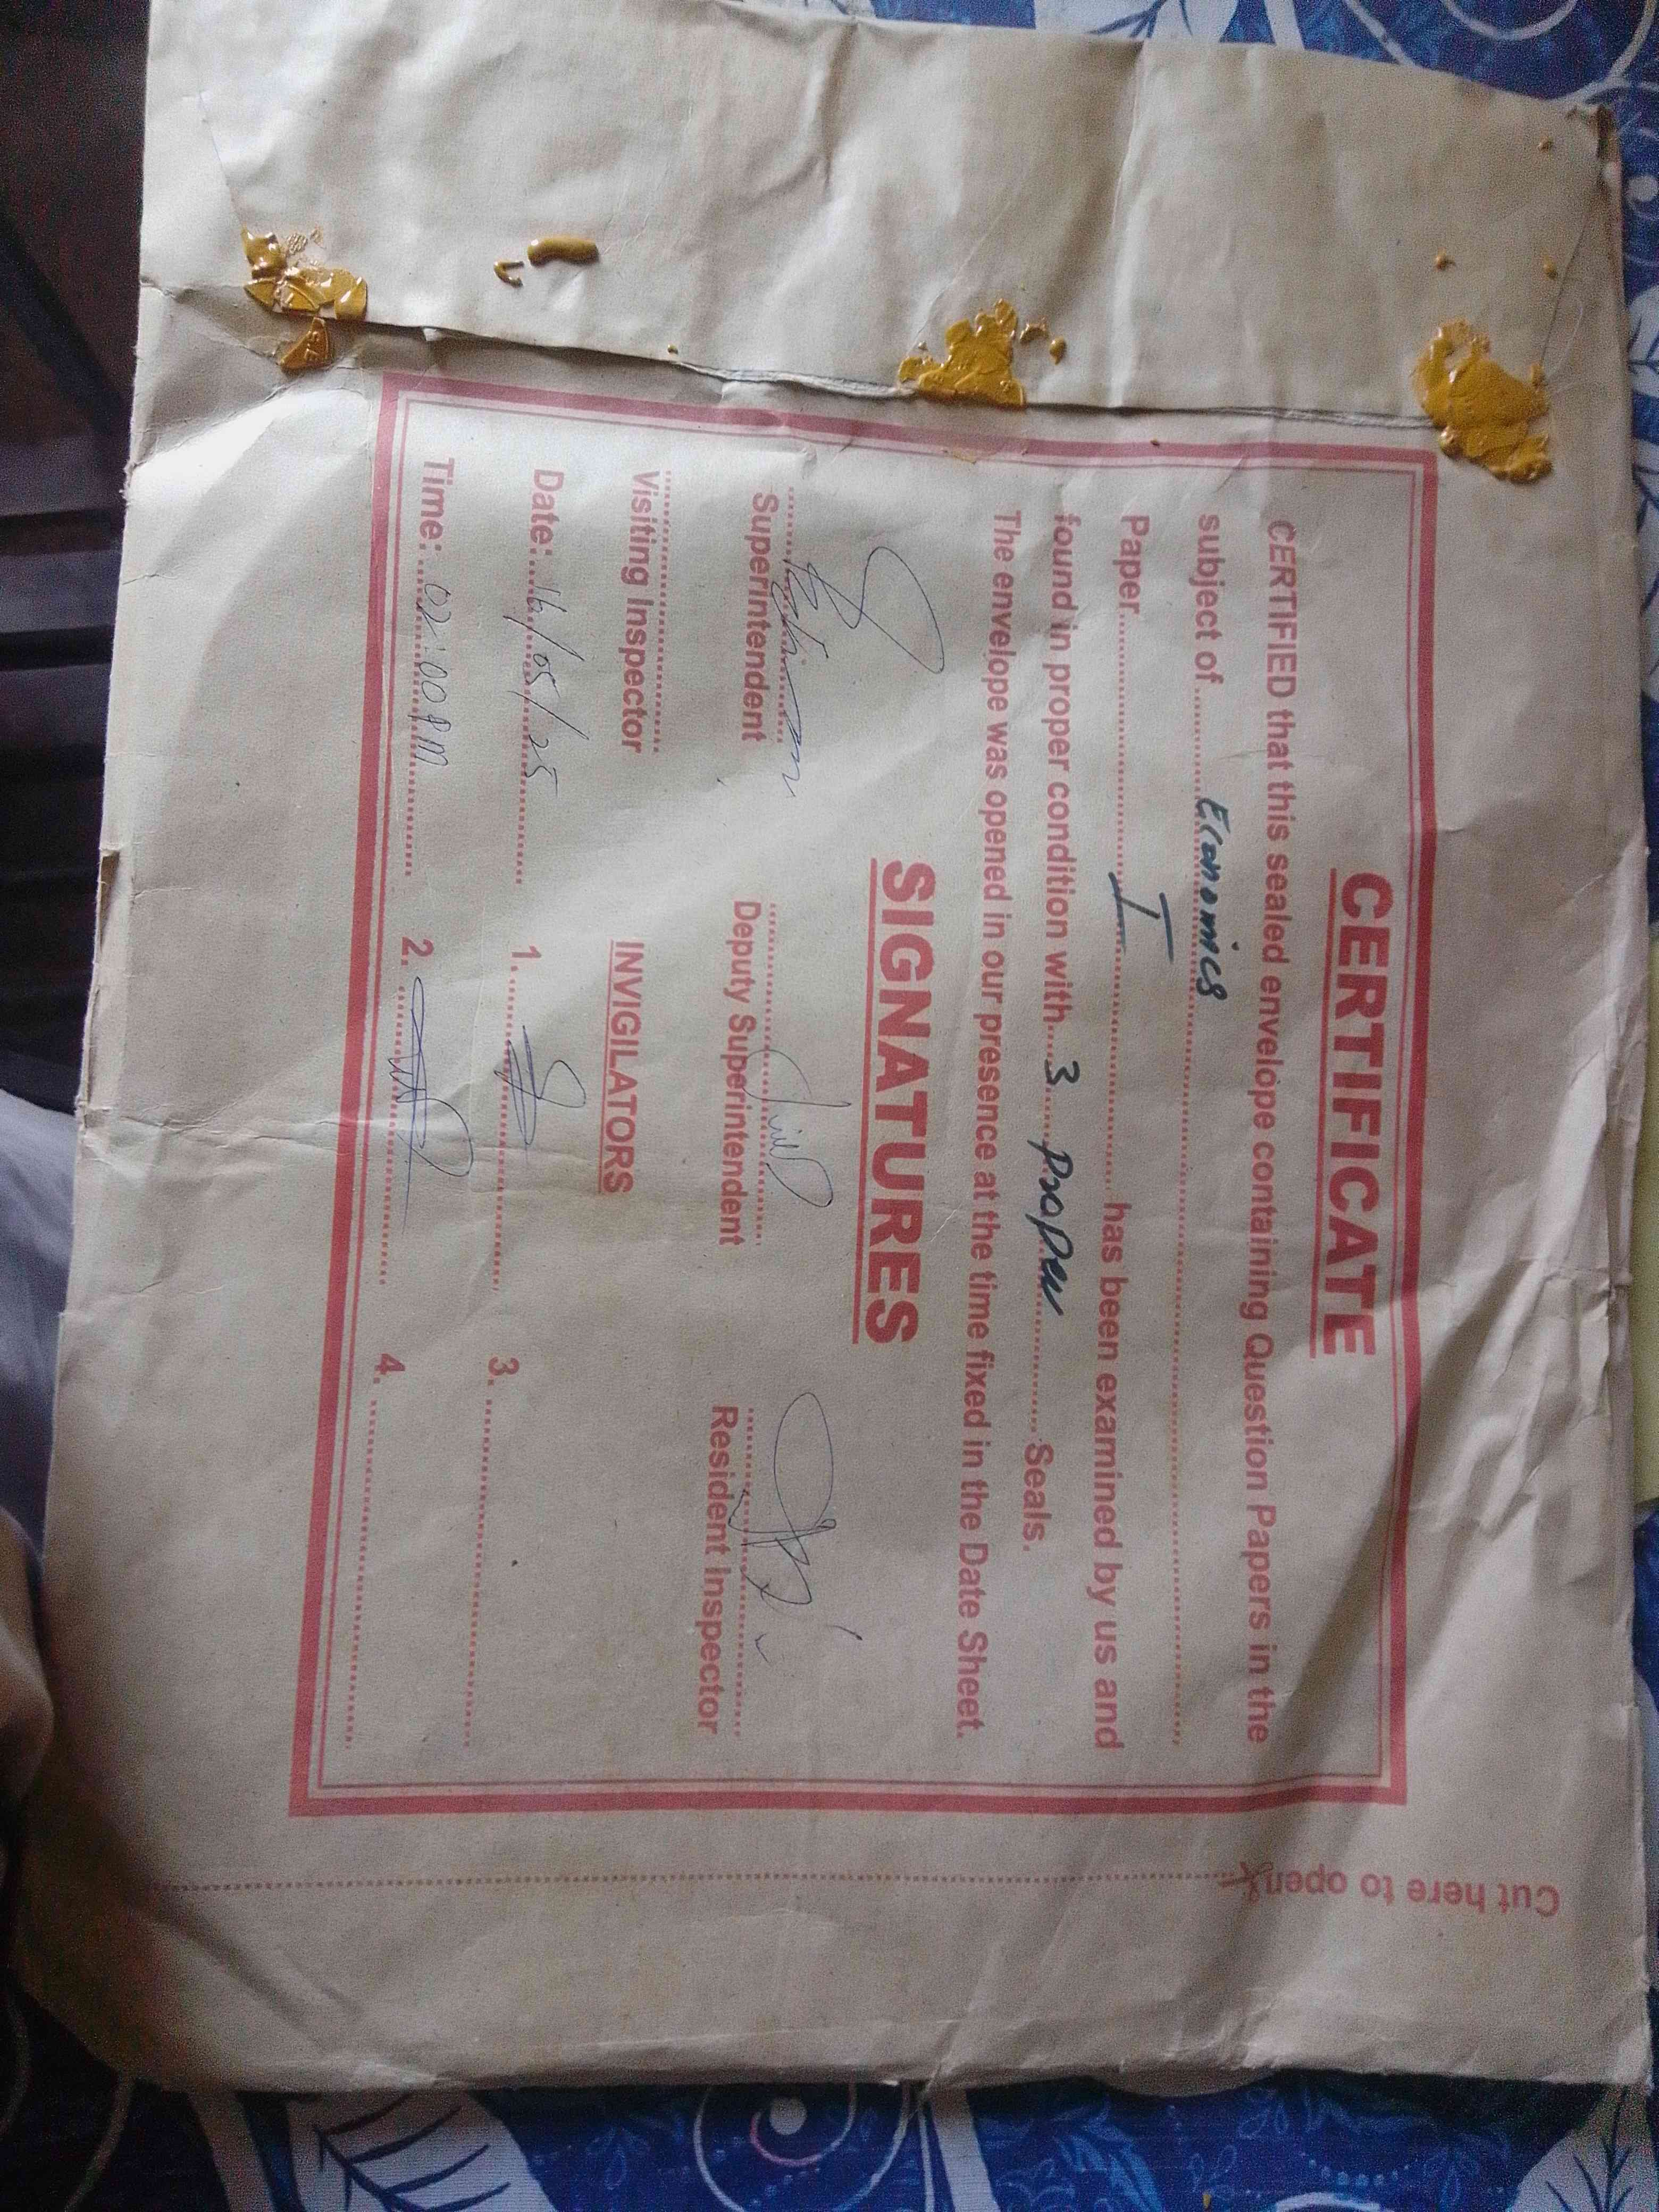 CERTIFICATE
CERTIFIED that this sealed envelope containing Question Papers in the
subject of Economics
Paper I has been examined by us and
found in proper condition with 3 proper Seals.
The envelope was opened in our presence at the time fixed in the Date Sheet.
SIGNATURES
Superintendent Deputy Superintendent Resident Inspector
Visiting Inspector INVIGILATORS
Date: 16/05/25 1. 3.
Time: 02:00 PM 2. 4.
Cut here to open